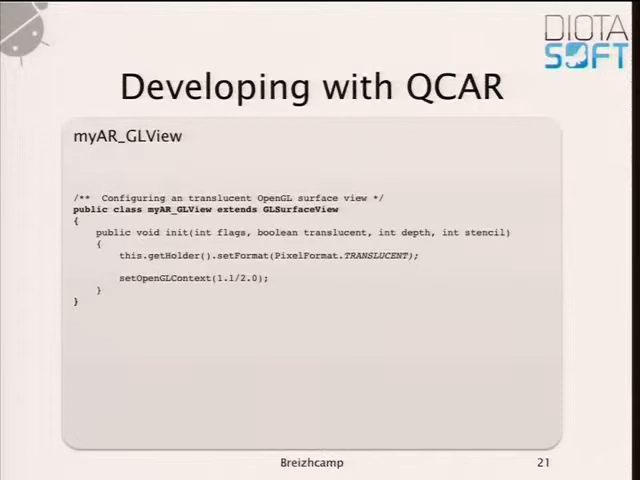 DIOTA
SOFT
Developing with QCAR
myAR_GLView
/** Configuring an translucent OpenGL surface view */
public class myAR_GLView extends GLSurfaceView
{
public void init(int flags, boolean translucent, int depth, int stencil)
{
this.getHolder().setFormat(PixelFormat.TRANSLUCENT);
setOpenGLContext(1.1/2.0);
}
}
Breizhcamp
21